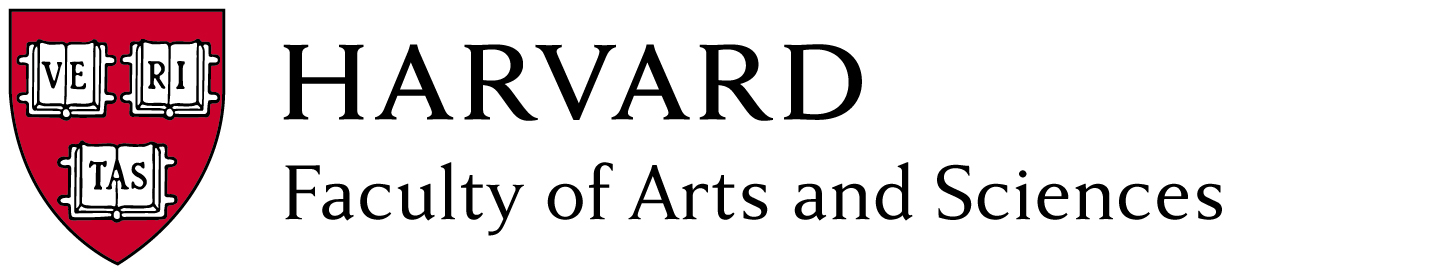 VE RI
TAS
HARVARD
Faculty of Arts and Sciences